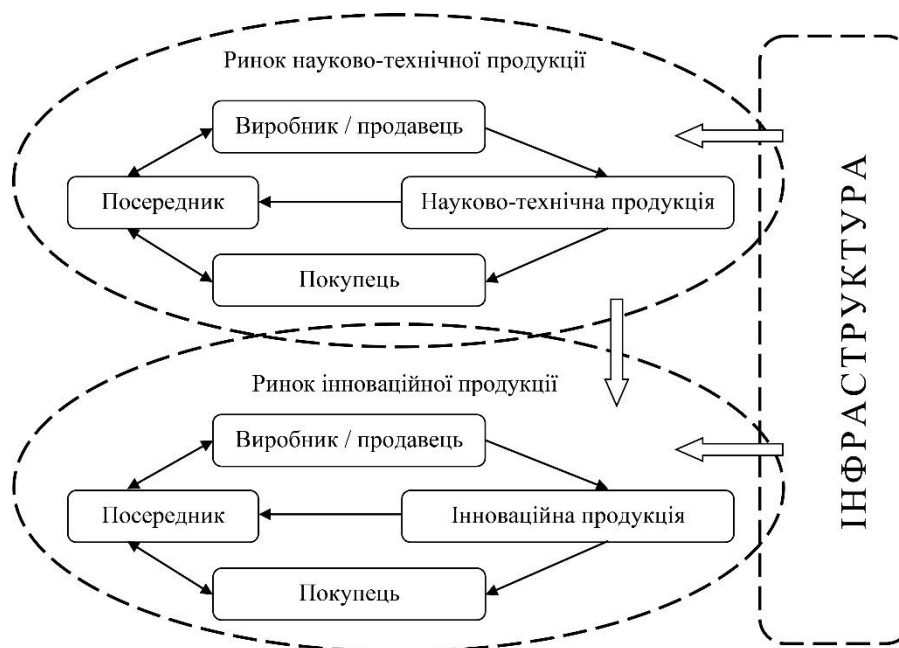 Ринок науково-технічної продукції
Виробник / продавець
Посередник
Науково-технічна продукція
Покупець
Ринок інноваційної продукції
Виробник / продавець
Посередник
Інноваційна продукція
Покупець
ІНФРАСТРУКТУРА